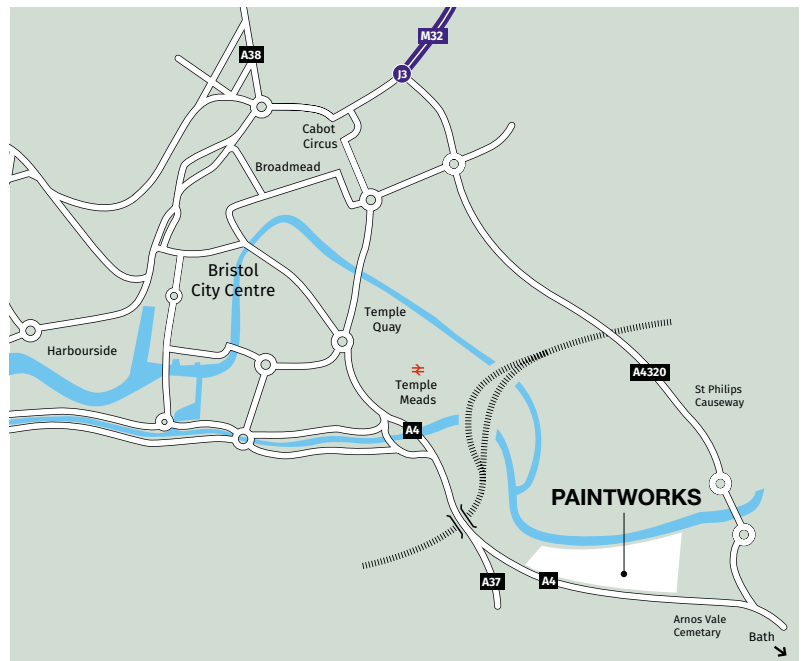 M32
A38
J3
Cabot
Circus
Broadmead
Bristol
City Centre
Temple
Quay
Harbourside
Temple
Meads
A4320
St Philips
Causeway
A4
PAINTWORKS
A37
A4
Arnos Vale
Cemetary
Bath